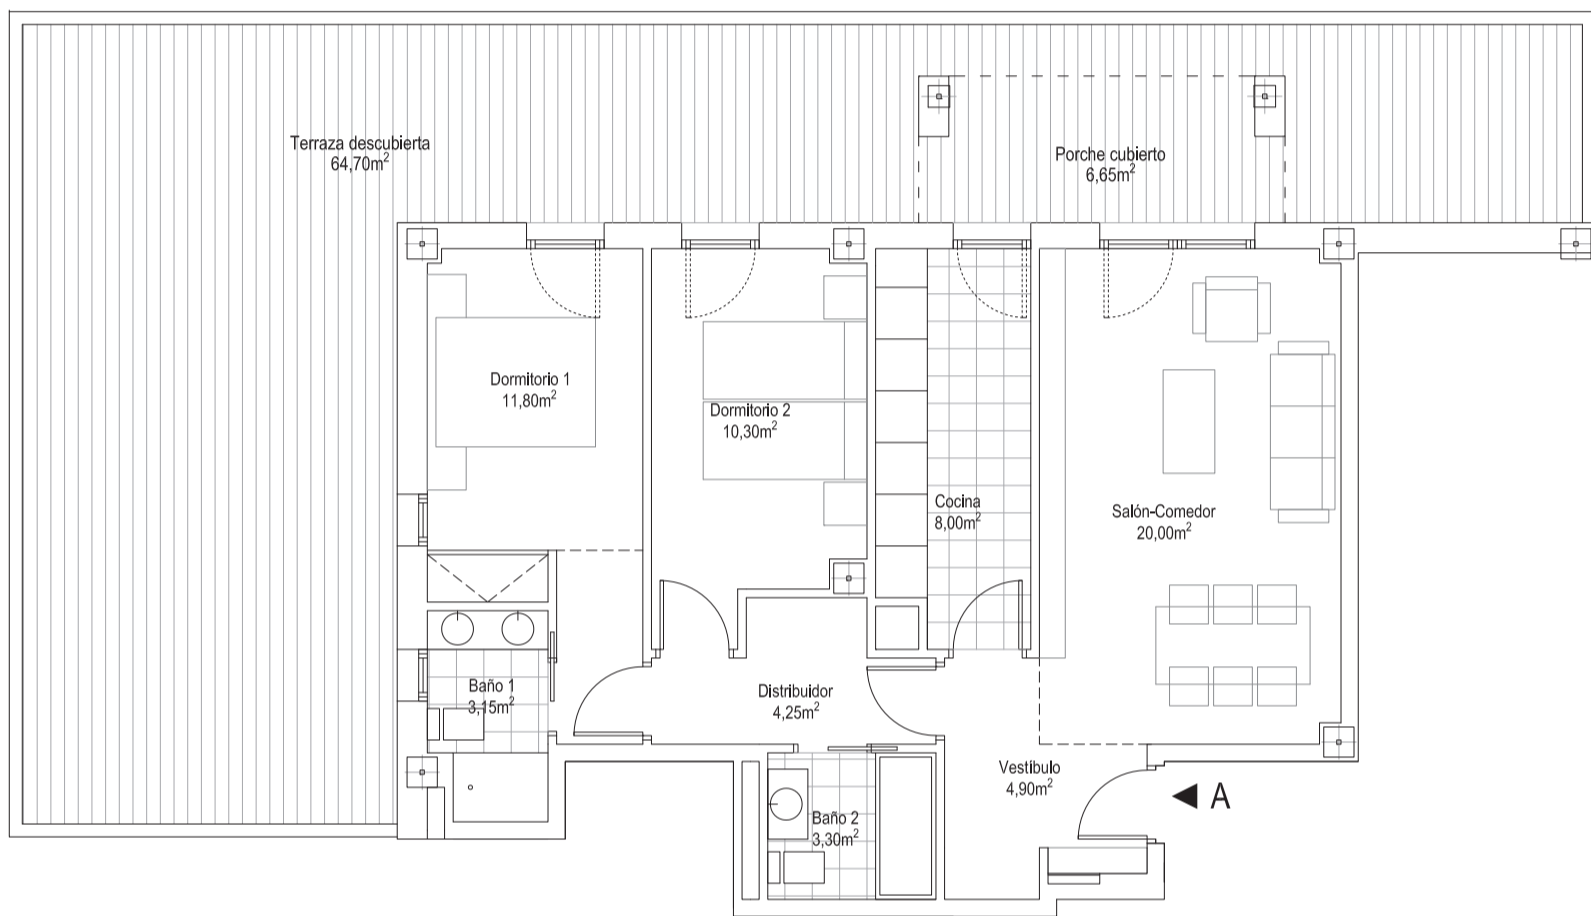 Terraza descubierta
64,70m²
Porche cubierto
6,65m²
Dormitorio 1
11,80m²
Dormitorio 2
10,30m²
Cocina
8,00m²
Salón-Comedor
20,00m²
Baño 1
3,15m²
Distribuidor
4,25m²
Vestíbulo
4,90m²
A
Baño 2
3,30m²